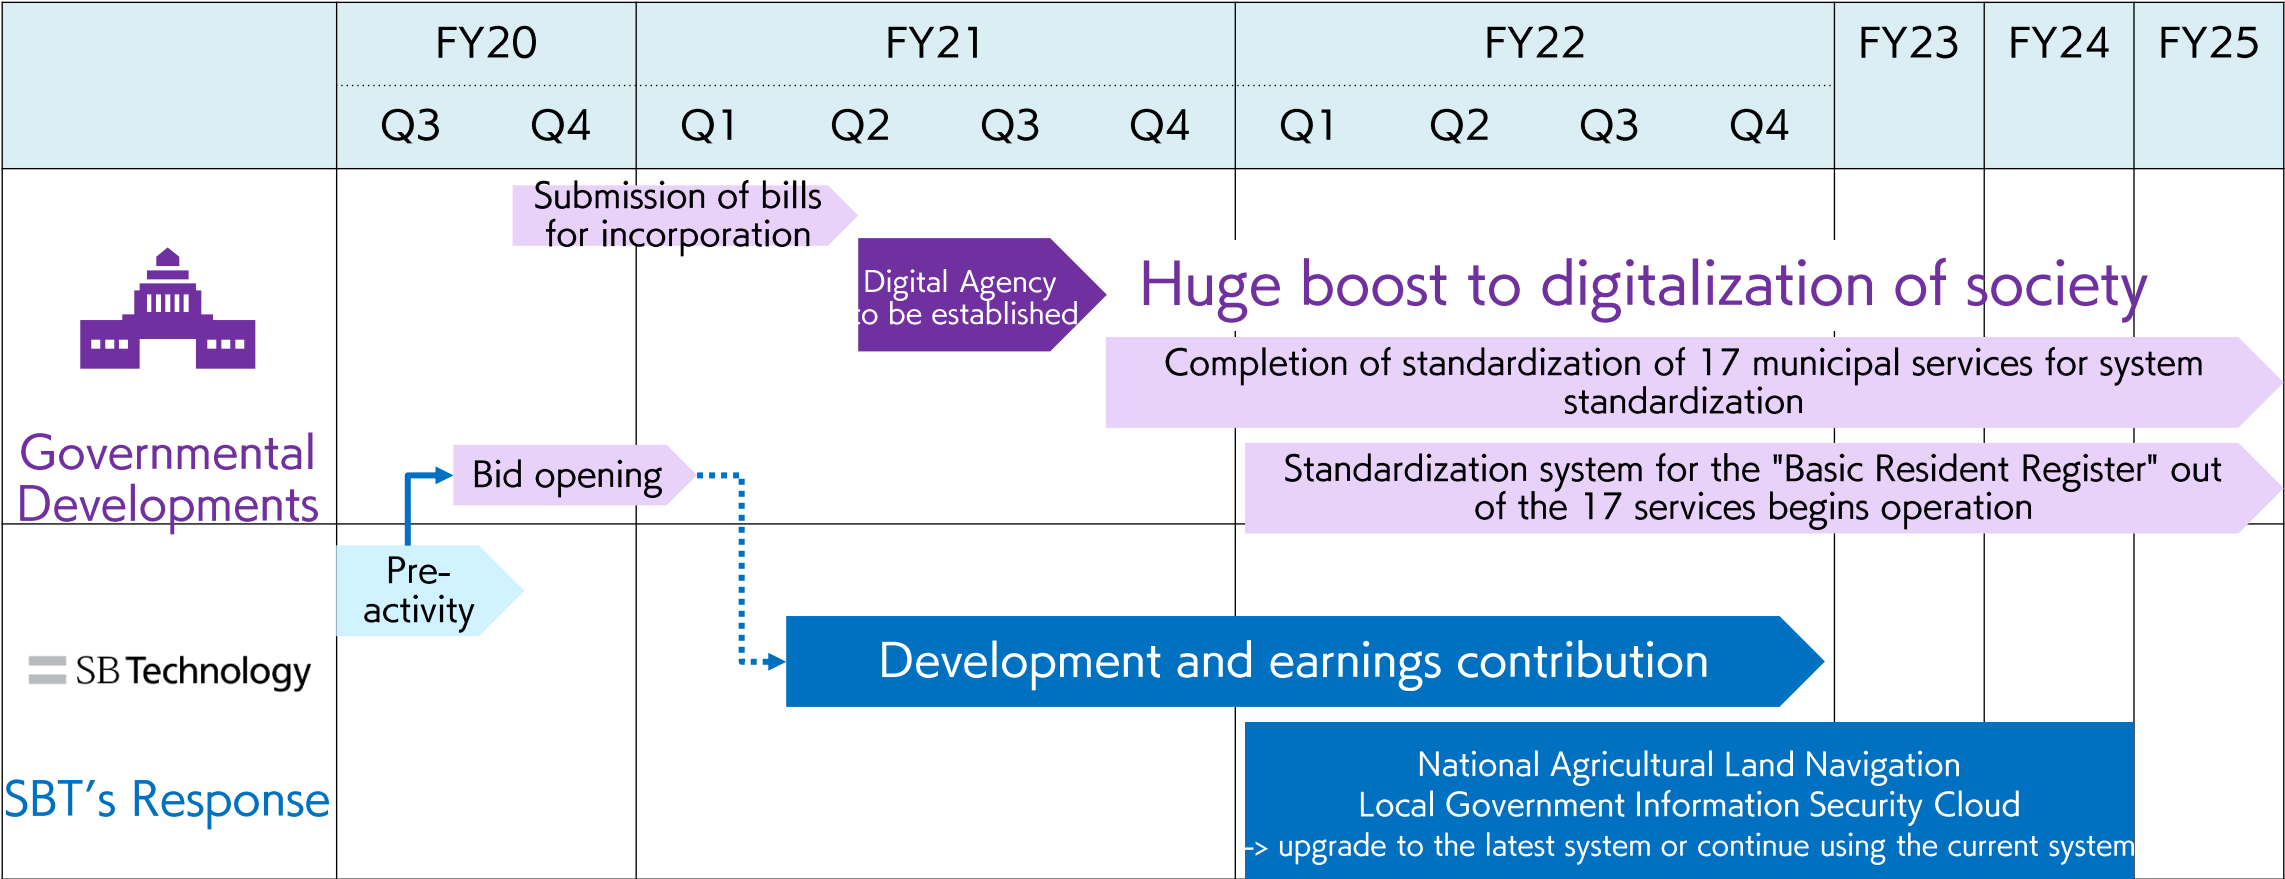 FY20
FY21
FY22
FY23
FY24
FY25
Q3
Q4
Q1
Q2
Q3
Q4
Q1
Q2
Q3
Q4
Submission of bills
for incorporation
Digital Agency
to be established
Huge boost to digitalization of society
Completion of standardization of 17 municipal services for system
standardization
Governmental
Developments
Bid opening
Standardization system for the "Basic Resident Register" out
of the 17 services begins operation
Pre-
activity
SB Technology
Development and earnings contribution
SBT's Response
National Agricultural Land Navigation
Local Government Information Security Cloud
-> upgrade to the latest system or continue using the current system